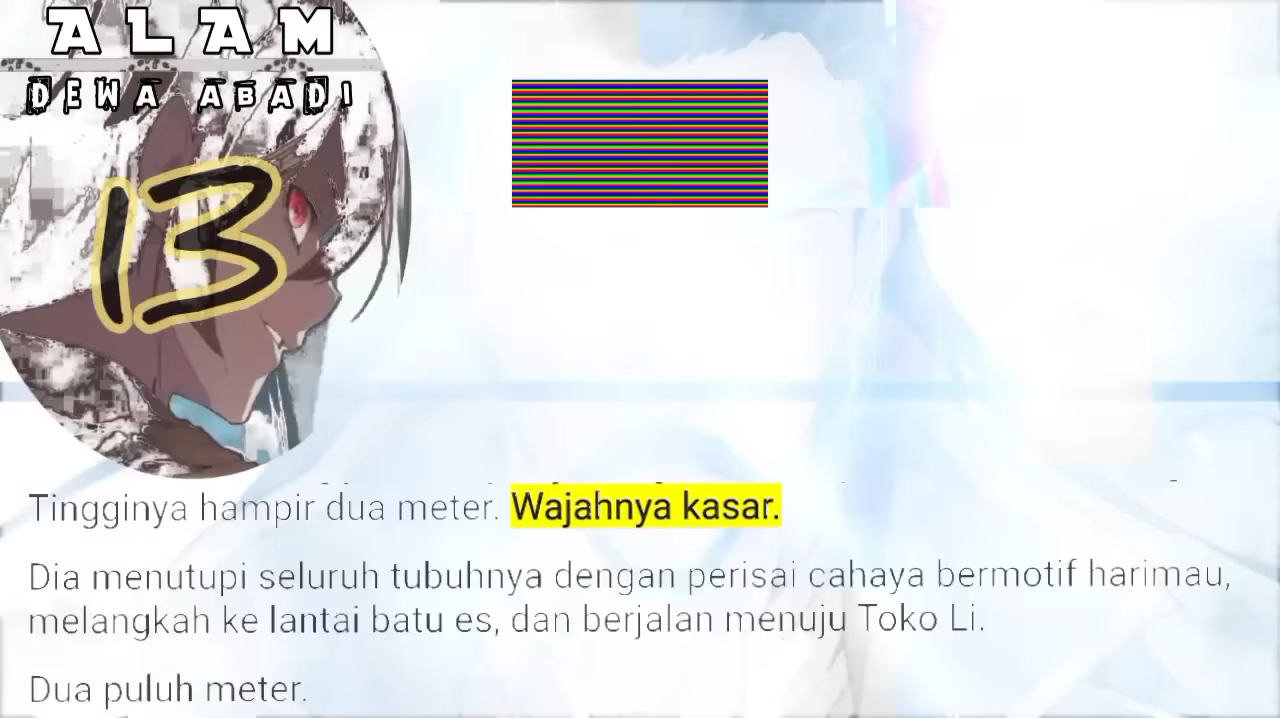 ALAM
DEWA ABADI
13
Tingginya hampir dua meter. Wajahnya kasar.
Dia menutupi seluruh tubuhnya dengan perisai cahaya bermotif harimau,
melangkah ke lantai batu es, dan berjalan menuju Toko Li.
Dua puluh meter.